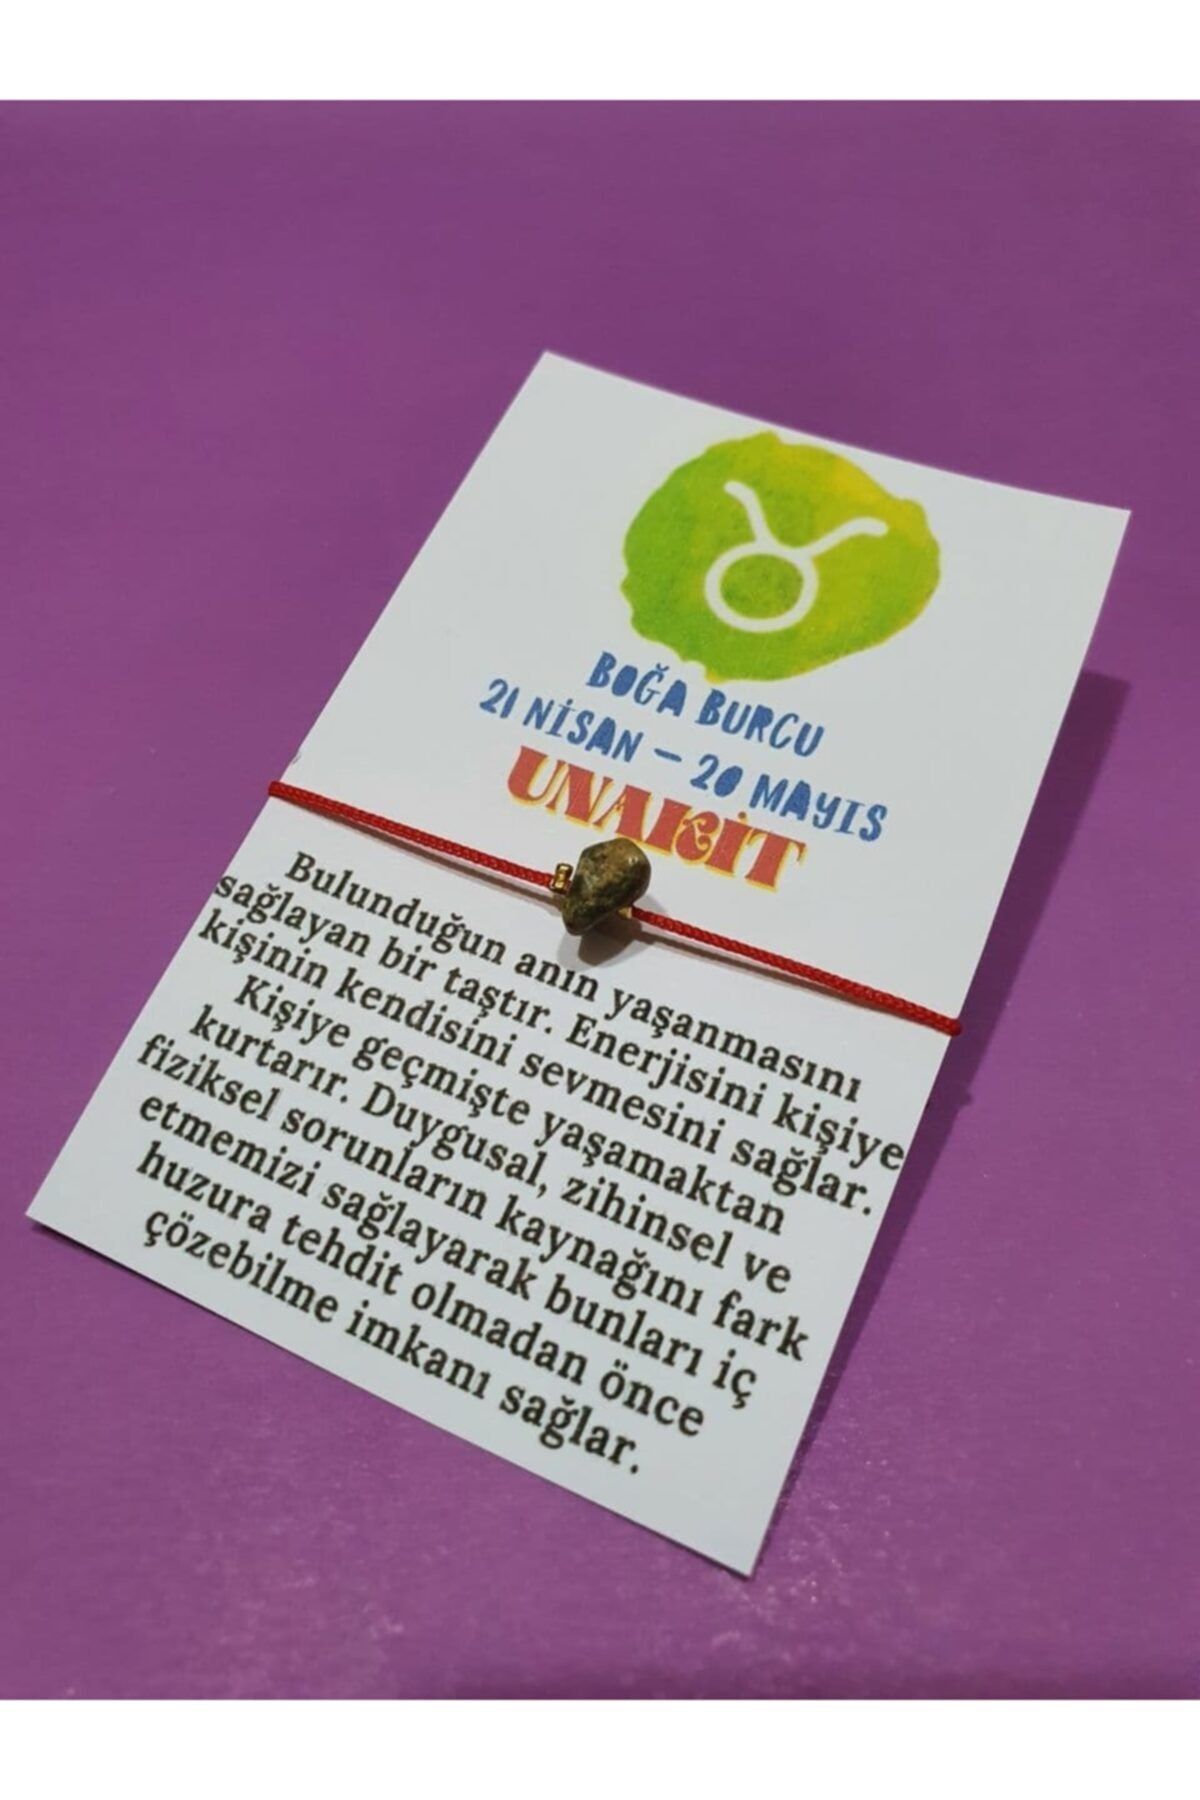 BOĞA BURCU
21 NİSAN – 20 MAYIS
UNAKİT
Bulunduğun anın yaşanmasını
sağlayan bir taştır. Enerjisini kişiye
kişinin kendisini sevmesini sağlar.
Kişiye geçmişte yaşamaktan
kurtarır. Duygusal, zihinsel ve
fiziksel sorunların kaynağını fark
etmemizi sağlayarak bunları iç
huzura tehdit olmadan önce
çözebilme imkanı sağlar.